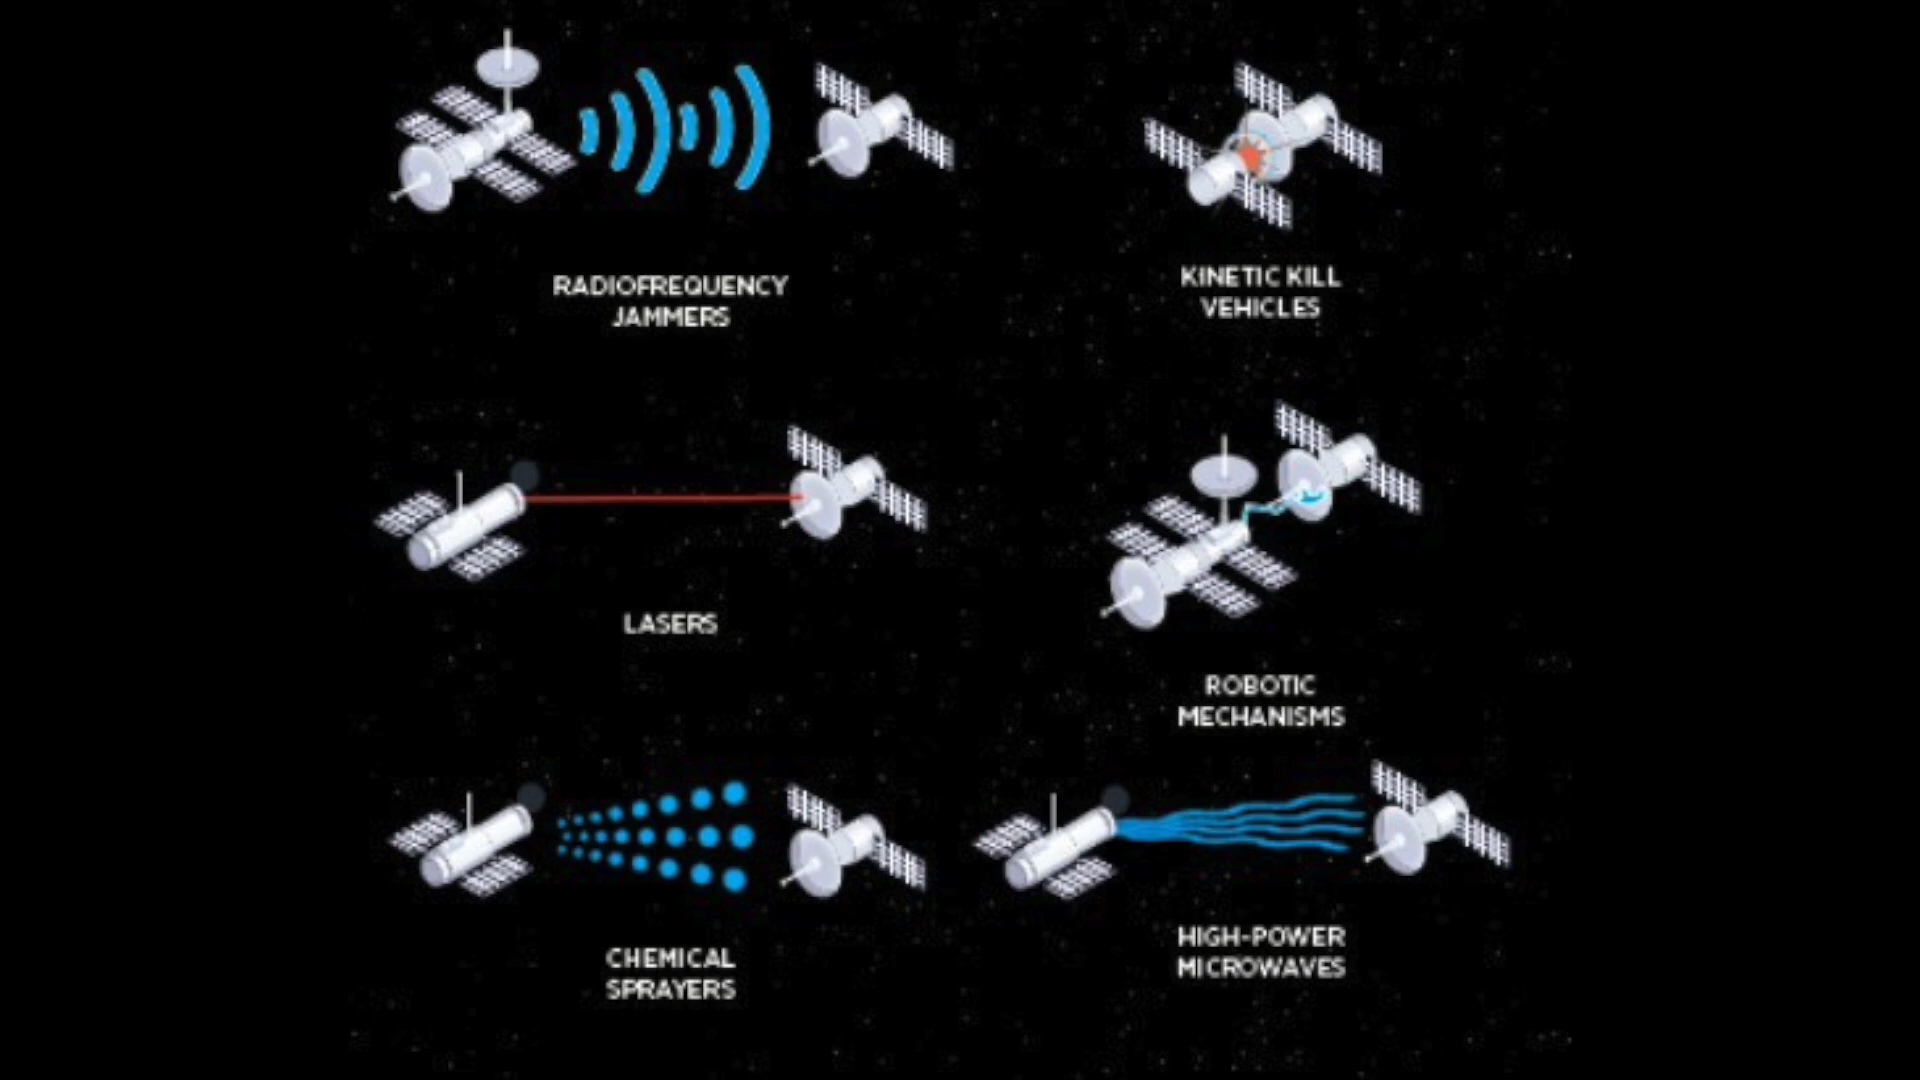 RADIOFREQUENCY
JAMMERS
KINETIC KILL
VEHICLES
LASERS
ROBOTIC
MECHANISMS
CHEMICAL
SPRAYERS
HIGH-POWER
MICROWAVES